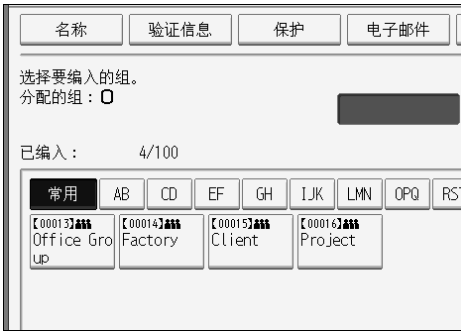 名称 验证信息 保护 电子邮件
选择要编入的组。
分配的组：0
已编入： 4/100
常用 AB CD EF GH IJK LMN OPQ RST
【00013】 【00014】 【00015】 【00016】
Office Gro Factory Client Project
up